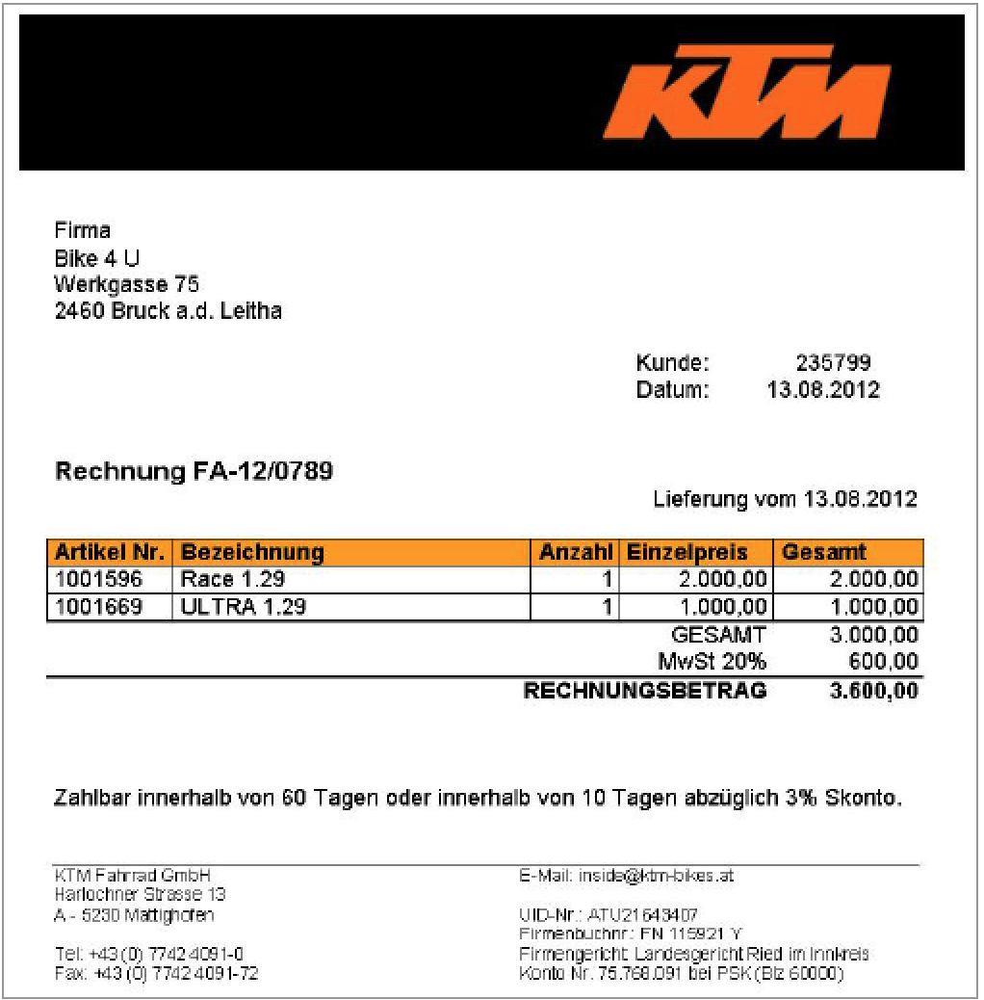 KTM
Firma
Bike 4 U
Werkgasse 75
2460 Bruck a.d. Leitha
Kunde: 235799
Datum: 13.08.2012
Rechnung FA-12/0789
Lieferung vom 13.08.2012
Artikel Nr. Bezeichnung Anzahl Einzelpreis Gesamt
1001596 Race 1.29 1 2.000,00 2.000,00
1001669 ULTRA 1.29 1 1.000,00 1.000,00
GESAMT 3.000,00
MwSt 20% 600,00
RECHNUNGSBETRAG 3.600,00
Zahlbar innerhalb von 60 Tagen oder innerhalb von 10 Tagen abzüglich 3% Skonto.
KTM Fahrrad GmbH
Harlochner Strasse 13
A - 5230 Mattighofen
Tel: +43 (0) 7742 4091-0
Fax: +43 (0) 7742 4091-72
E-Mail: inside@ktm-bikes.at
UID-Nr.: ATU21643407
Firmenbuchnr.: FN 115921 Y
Firmengericht: Landesgericht Ried im Innkreis
Konto Nr. 75.768.091 bei PSK (Blz 60000)